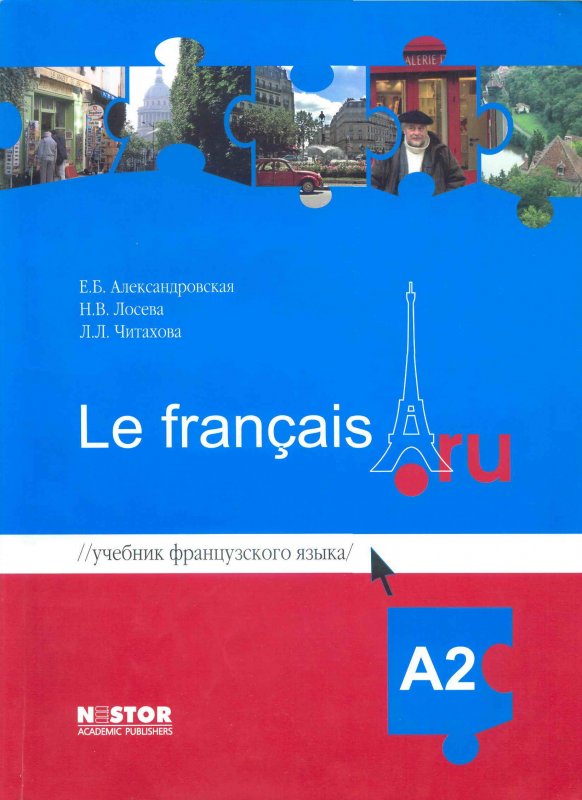 ALERIE
Е.Б. Александровская
Н.В. Лосева
Л.Л. Читахова
Le français.ru
//учебник французского языка/
A2
NESTOR
ACADEMIC PUBLISHERS